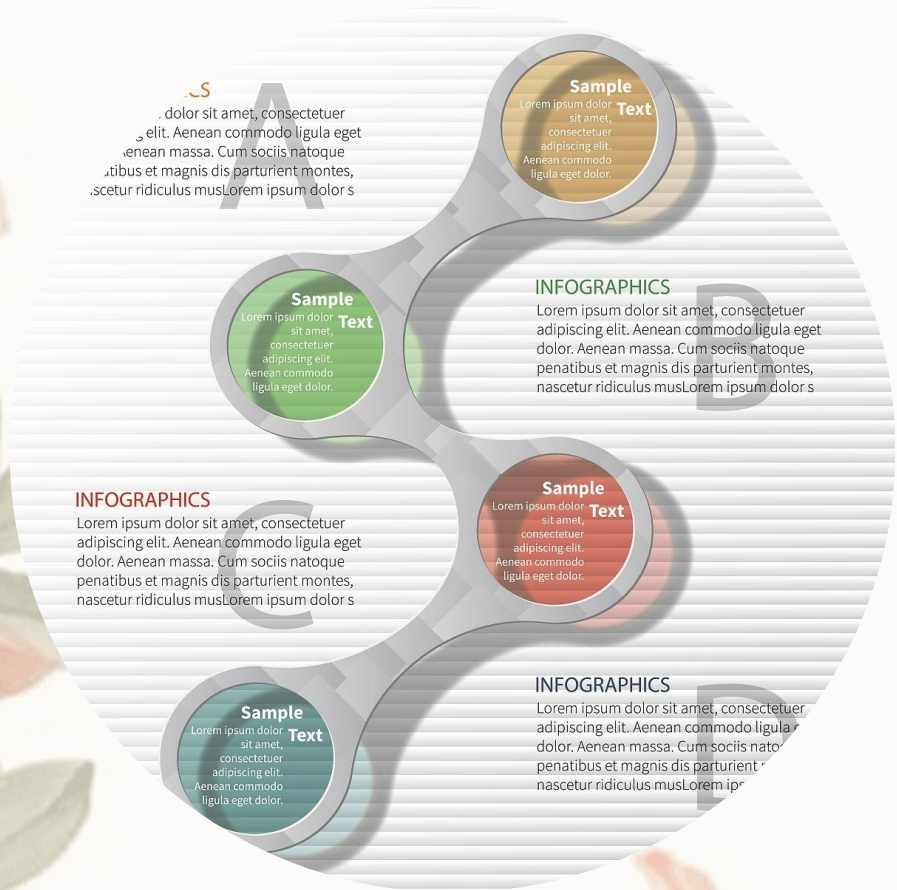 Sample
Text
Lorem ipsum dolor
sit amet,
consectetuer
adipiscing elit.
Aenean commodo
ligula eget dolor.
A
dolor sit amet, consectetuer
elit. Aenean commodo ligula eget
massa. Cum sociis natoque
et magnis dis parturient montes,
ridiculus musLorem ipsum dolor s
Sample
Text
Lorem ipsum dolor
sit amet,
consectetuer
adipiscing elit.
Aenean commodo
ligula eget dolor.
INFOGRAPHICS
B
Lorem ipsum dolor sit amet, consectetuer
adipiscing elit. Aenean commodo ligula eget
dolor. Aenean massa. Cum sociis natoque
penatibus et magnis dis parturient montes,
nascetur ridiculus musLorem ipsum dolor s
Sample
Text
Lorem ipsum dolor
sit amet,
consectetuer
adipiscing elit.
Aenean commodo
ligula eget dolor.
INFOGRAPHICS
C
Lorem ipsum dolor sit amet, consectetuer
adipiscing elit. Aenean commodo ligula eget
dolor. Aenean massa. Cum sociis natoque
penatibus et magnis dis parturient montes,
nascetur ridiculus musLorem ipsum dolor s
Sample
Text
Lorem ipsum dolor
sit amet,
consectetuer
adipiscing elit.
Aenean commodo
ligula eget dolor.
INFOGRAPHICS
D
Lorem ipsum dolor sit amet, consectetuer
adipiscing elit. Aenean commodo ligula
dolor. Aenean massa. Cum sociis
penatibus et magnis dis parturient
nascetur ridiculus musLorem ipsum